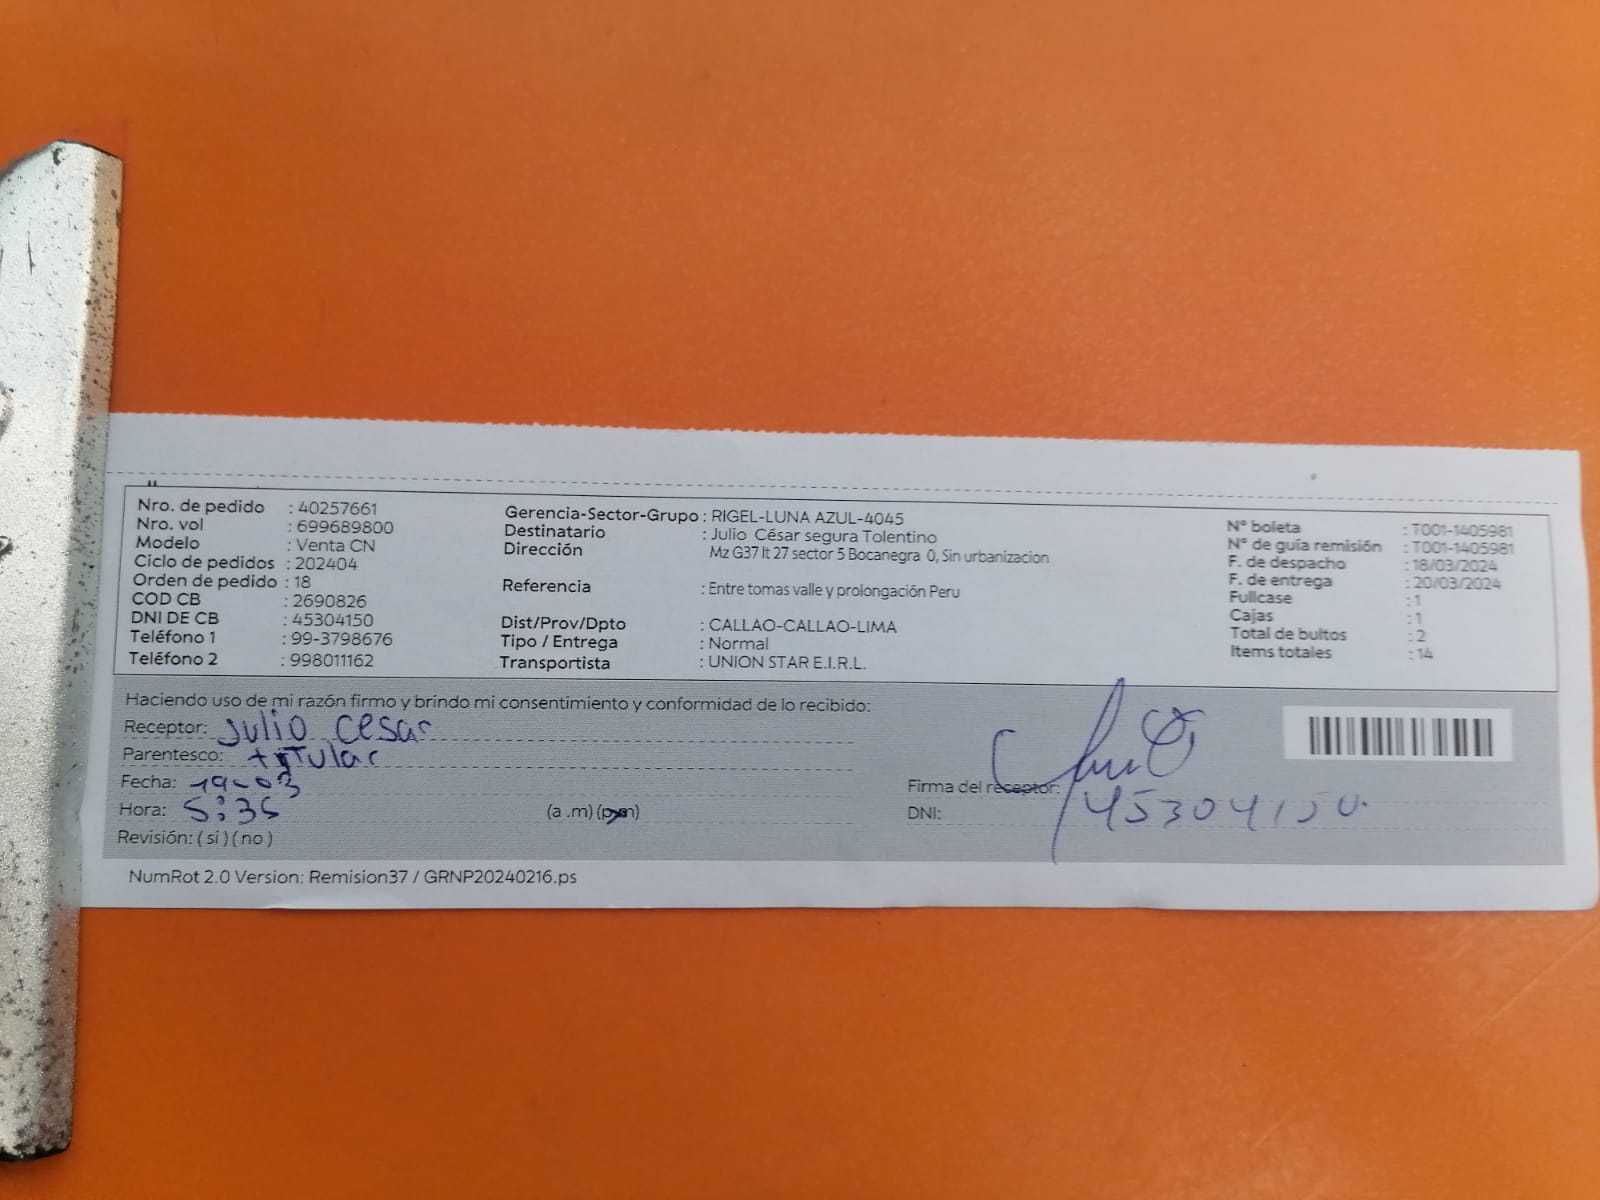 Nro. de pedido : 40257661
Nro. vol : 699689800
Modelo : Venta CN
Ciclo de pedidos : 202404
Orden de pedido : 18
COD CB : 2690826
DNI DE CB : 45304150
Teléfono 1 : 99-3798676
Teléfono 2 : 998011162
Gerencia-Sector-Grupo : RIGEL-LUNA AZUL-4045
Destinatario : Julio César segura Tolentino
Dirección Mz G37 lt 27 sector 5 Bocanegra 0, Sin urbanizacion
Referencia : Entre tomas valle y prolongación Peru
Dist/Prov/Dpto : CALLAO-CALLAO-LIMA
Tipo / Entrega : Normal
Transportista : UNION STAR E.I.R.L.
N° boleta : T001-1405981
N° de guía remisión : T001-1405981
F. de despacho : 18/03/2024
F. de entrega : 20/03/2024
Fullcase : 1
Cajas : 1
Total de bultos : 2
Items totales : 14
Haciendo uso de mi razón firmo y brindo mi consentimiento y conformidad de lo recibido:
Receptor: Julio Cesar
Parentesco: tiTular
Fecha: 19-03
Hora: 5:35 (a .m) (p.m)
Revisión: ( si ) ( no )
Firma del receptor:
DNI: 45304150
NumRot 2.0 Version: Remision37 / GRNP20240216.ps